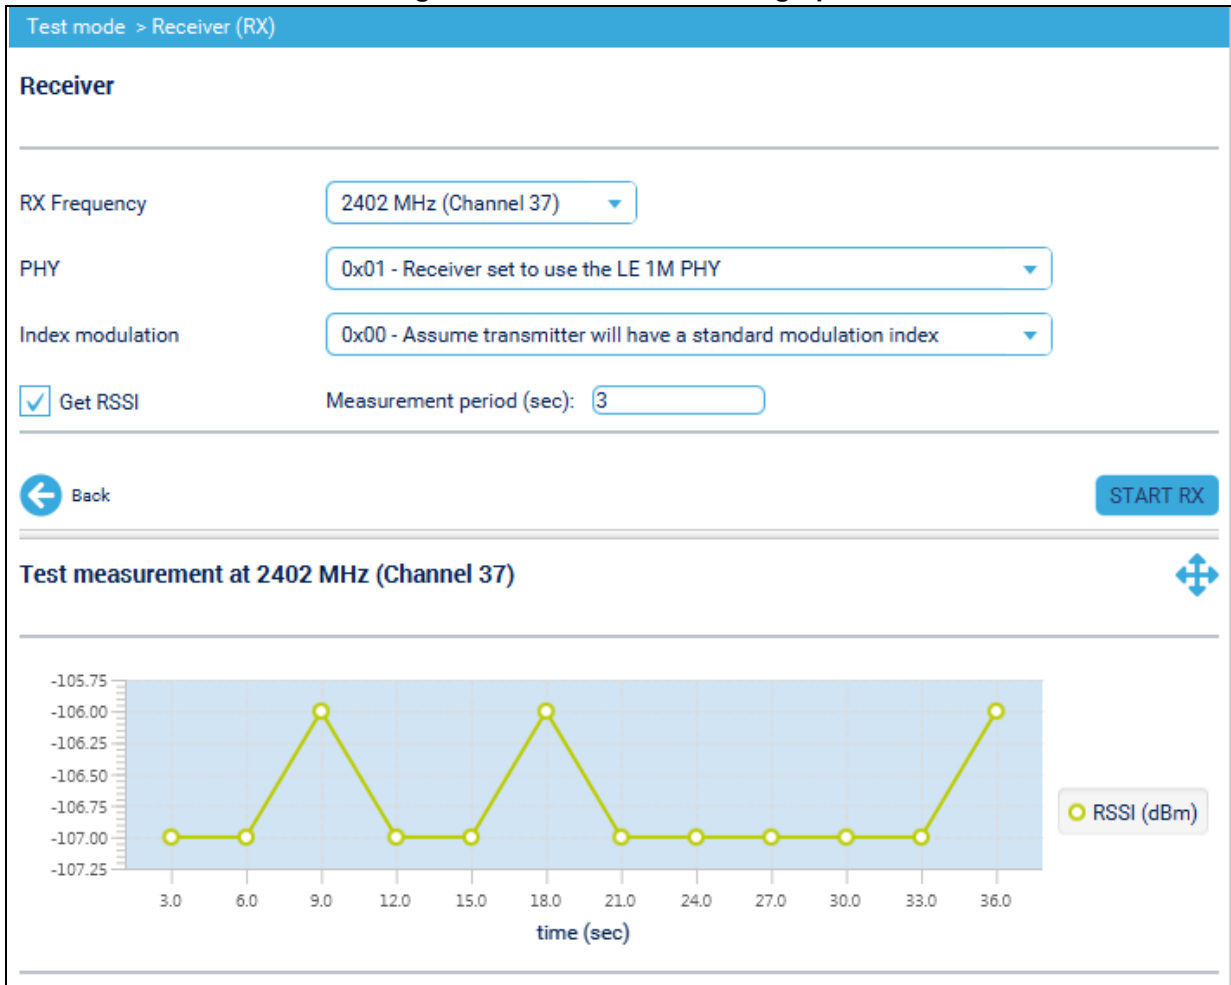 Test mode > Receiver (RX)
Receiver
RX Frequency 2402 MHz (Channel 37)
PHY 0x01 - Receiver set to use the LE 1M PHY
Index modulation 0x00 - Assume transmitter will have a standard modulation index
Get RSSI Measurement period (sec): 3
Back START RX
Test measurement at 2402 MHz (Channel 37)
-105.75
-106.00
-106.25
-106.50
-106.75
-107.00
-107.25
RSSI (dBm)
3.0 6.0 9.0 12.0 15.0 18.0 21.0 24.0 27.0 30.0 33.0 36.0
time (sec)